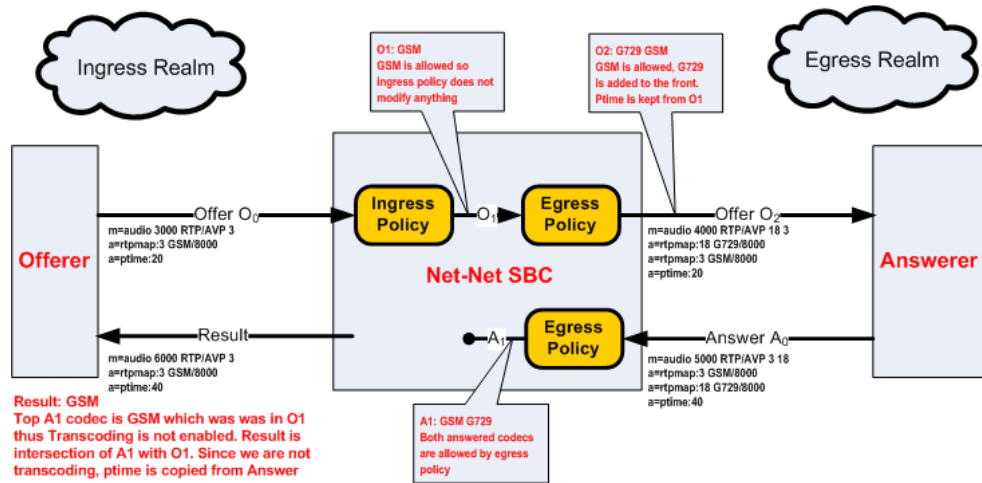 Ingress Realm
O1: GSM
GSM is allowed so
ingress policy does not
modify anything
O2: G729 GSM
GSM is allowed, G729
is added to the front.
Ptime is kept from O1
Egress Realm
Offerer
Offer O0
m=audio 3000 RTP/AVP 3
a=rtpmap:3 GSM/8000
a=ptime:20
Ingress
Policy
O1
Egress
Policy
Net-Net SBC
Offer O2
m=audio 4000 RTP/AVP 18 3
a=rtpmap:18 G729/8000
a=rtpmap:3 GSM/8000
a=ptime:20
Answerer
Result
m=audio 6000 RTP/AVP 3
a=rtpmap:3 GSM/8000
a=ptime:40
A1
Egress
Policy
Answer A0
m=audio 5000 RTP/AVP 3 18
a=rtpmap:3 GSM/8000
a=rtpmap:18 G729/8000
a=ptime:40
Result: GSM
Top A1 codec is GSM which was was in O1
thus Transcoding is not enabled. Result is
intersection of A1 with O1. Since we are not
transcoding, ptime is copied from Answer
A1: GSM G729
Both answered codecs
are allowed by egress
policy